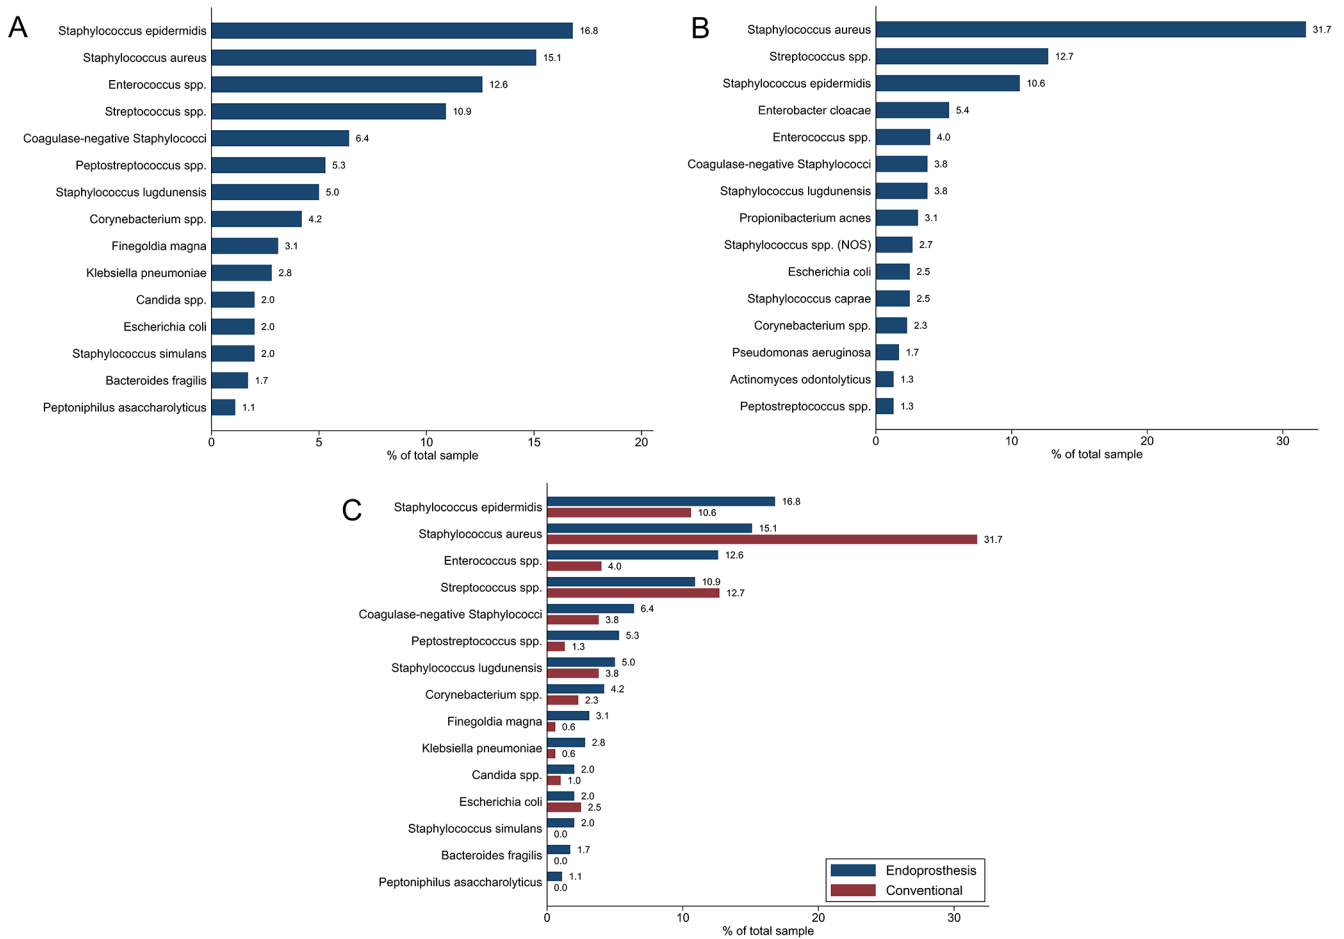 A
Staphylococcus epidermidis 16.8
Staphylococcus aureus 15.1
Enterococcus spp. 12.6
Streptococcus spp. 10.9
Coagulase-negative Staphylococci 6.4
Peptostreptococcus spp. 5.3
Staphylococcus lugdunensis 5.0
Corynebacterium spp. 4.2
Finegoldia magna 3.1
Klebsiella pneumoniae 2.8
Candida spp. 2.0
Escherichia coli 2.0
Staphylococcus simulans 2.0
Bacteroides fragilis 1.7
Peptoniphilus asaccharolyticus 1.1
0 5 10 15 20
% of total sample
B
Staphylococcus aureus 31.7
Streptococcus spp. 12.7
Staphylococcus epidermidis 10.6
Enterobacter cloacae 5.4
Enterococcus spp. 4.0
Coagulase-negative Staphylococci 3.8
Staphylococcus lugdunensis 3.8
Propionibacterium acnes 3.1
Staphylococcus spp. (NOS) 2.7
Escherichia coli 2.5
Staphylococcus caprae 2.5
Corynebacterium spp. 2.3
Pseudomonas aeruginosa 1.7
Actinomyces odontolyticus 1.3
Peptostreptococcus spp. 1.3
0 10 20 30
% of total sample
C
Staphylococcus epidermidis 16.8
10.6
Staphylococcus aureus 15.1
31.7
Enterococcus spp. 12.6
4.0
Streptococcus spp. 10.9
12.7
Coagulase-negative Staphylococci 6.4
3.8
Peptostreptococcus spp. 5.3
1.3
Staphylococcus lugdunensis 5.0
3.8
Corynebacterium spp. 4.2
2.3
Finegoldia magna 3.1
0.6
Klebsiella pneumoniae 2.8
0.6
Candida spp. 2.0
1.0
Escherichia coli 2.0
2.5
Staphylococcus simulans 2.0
0.0
Bacteroides fragilis 1.7
0.0
Peptoniphilus asaccharolyticus 1.1
0.0
Endoprosthesis
Conventional
0 10 20 30
% of total sample